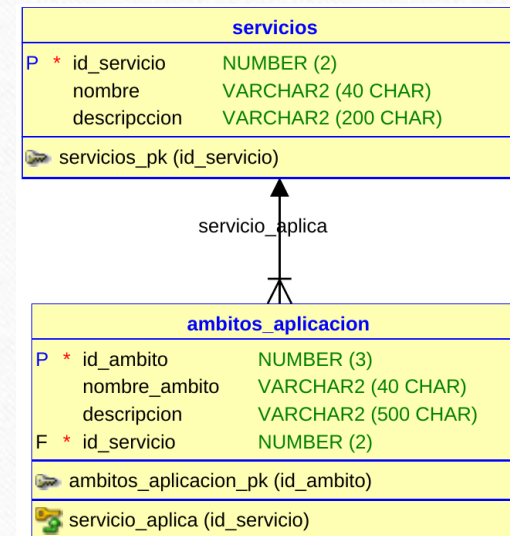 servicios
P * id_servicio NUMBER (2)
nombre VARCHAR2 (40 CHAR)
descripccion VARCHAR2 (200 CHAR)
servicios_pk (id_servicio)
servicio_aplica
ambitos_aplicacion
P * id_ambito NUMBER (3)
nombre_ambito VARCHAR2 (40 CHAR)
descripcion VARCHAR2 (500 CHAR)
F * id_servicio NUMBER (2)
ambitos_aplicacion_pk (id_ambito)
servicio_aplica (id_servicio)